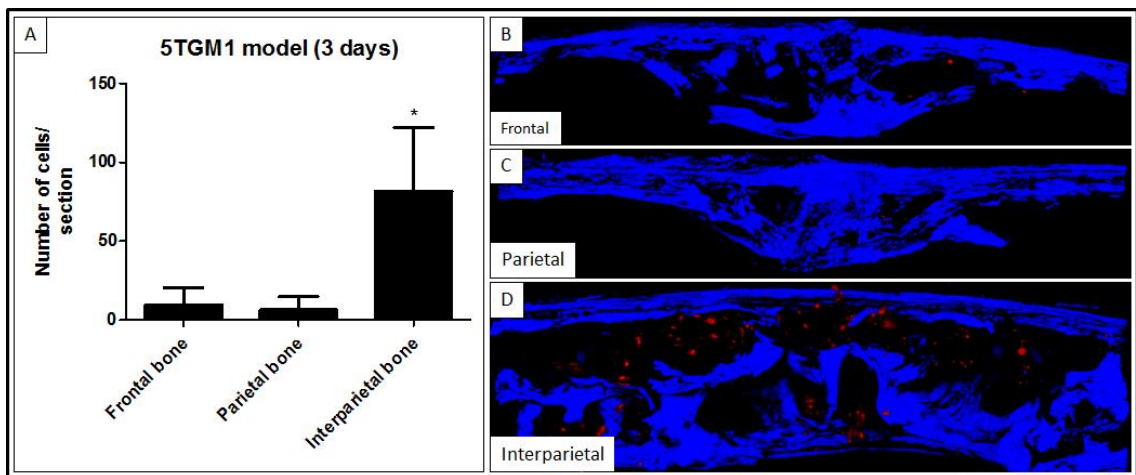 A
5TGM1 model (3 days)
Number of cells/
section
150
100
50
0
*
Frontal bone
Parietal bone
Interparietal bone
B
Frontal
C
Parietal
D
Interparietal